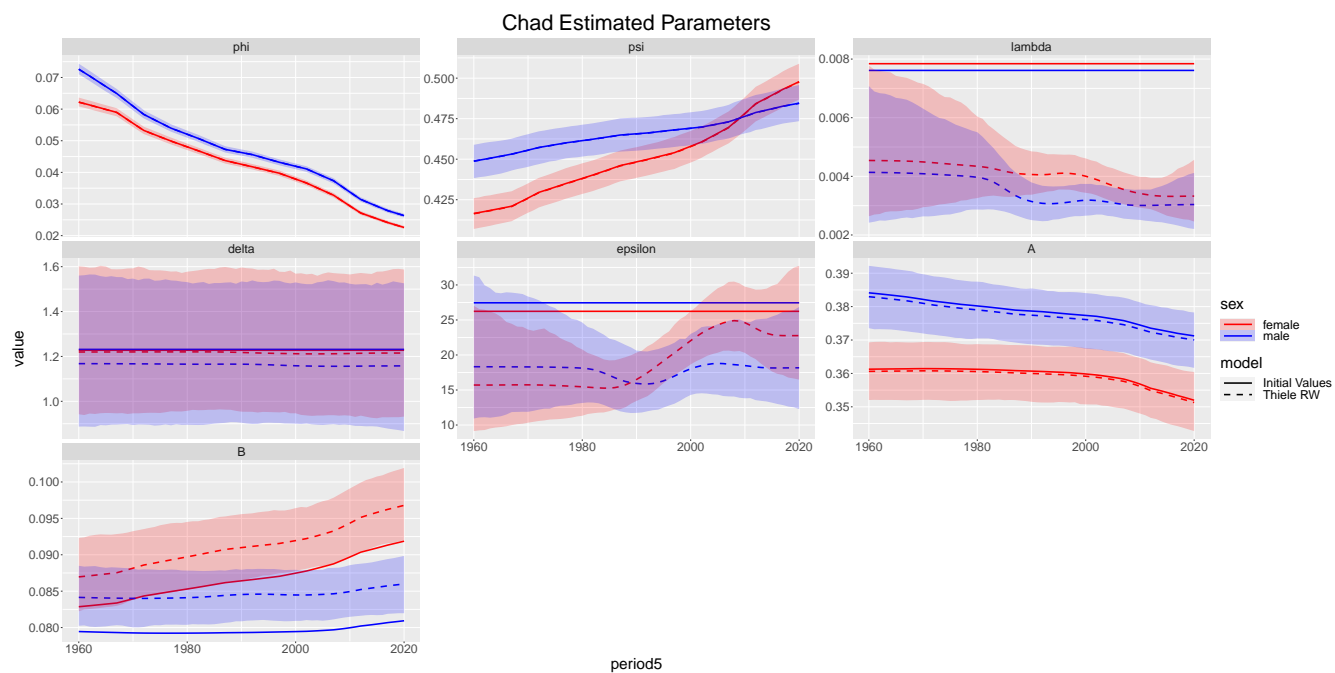 Chad Estimated Parameters
phi
psi
lambda
0.07
0.06
0.05
0.04
0.03
0.02
0.500
0.475
0.450
0.425
0.008
0.006
0.004
0.002
delta
epsilon
A
1.6
1.4
1.2
1.0
30
25
20
15
10
1960
1980
2000
2020
0.39
0.38
0.37
0.36
0.35
1960
1980
2000
2020
B
0.100
0.095
0.090
0.085
0.080
1960
1980
2000
2020
value
period5
sex
female
male
model
Initial Values
Thiele RW